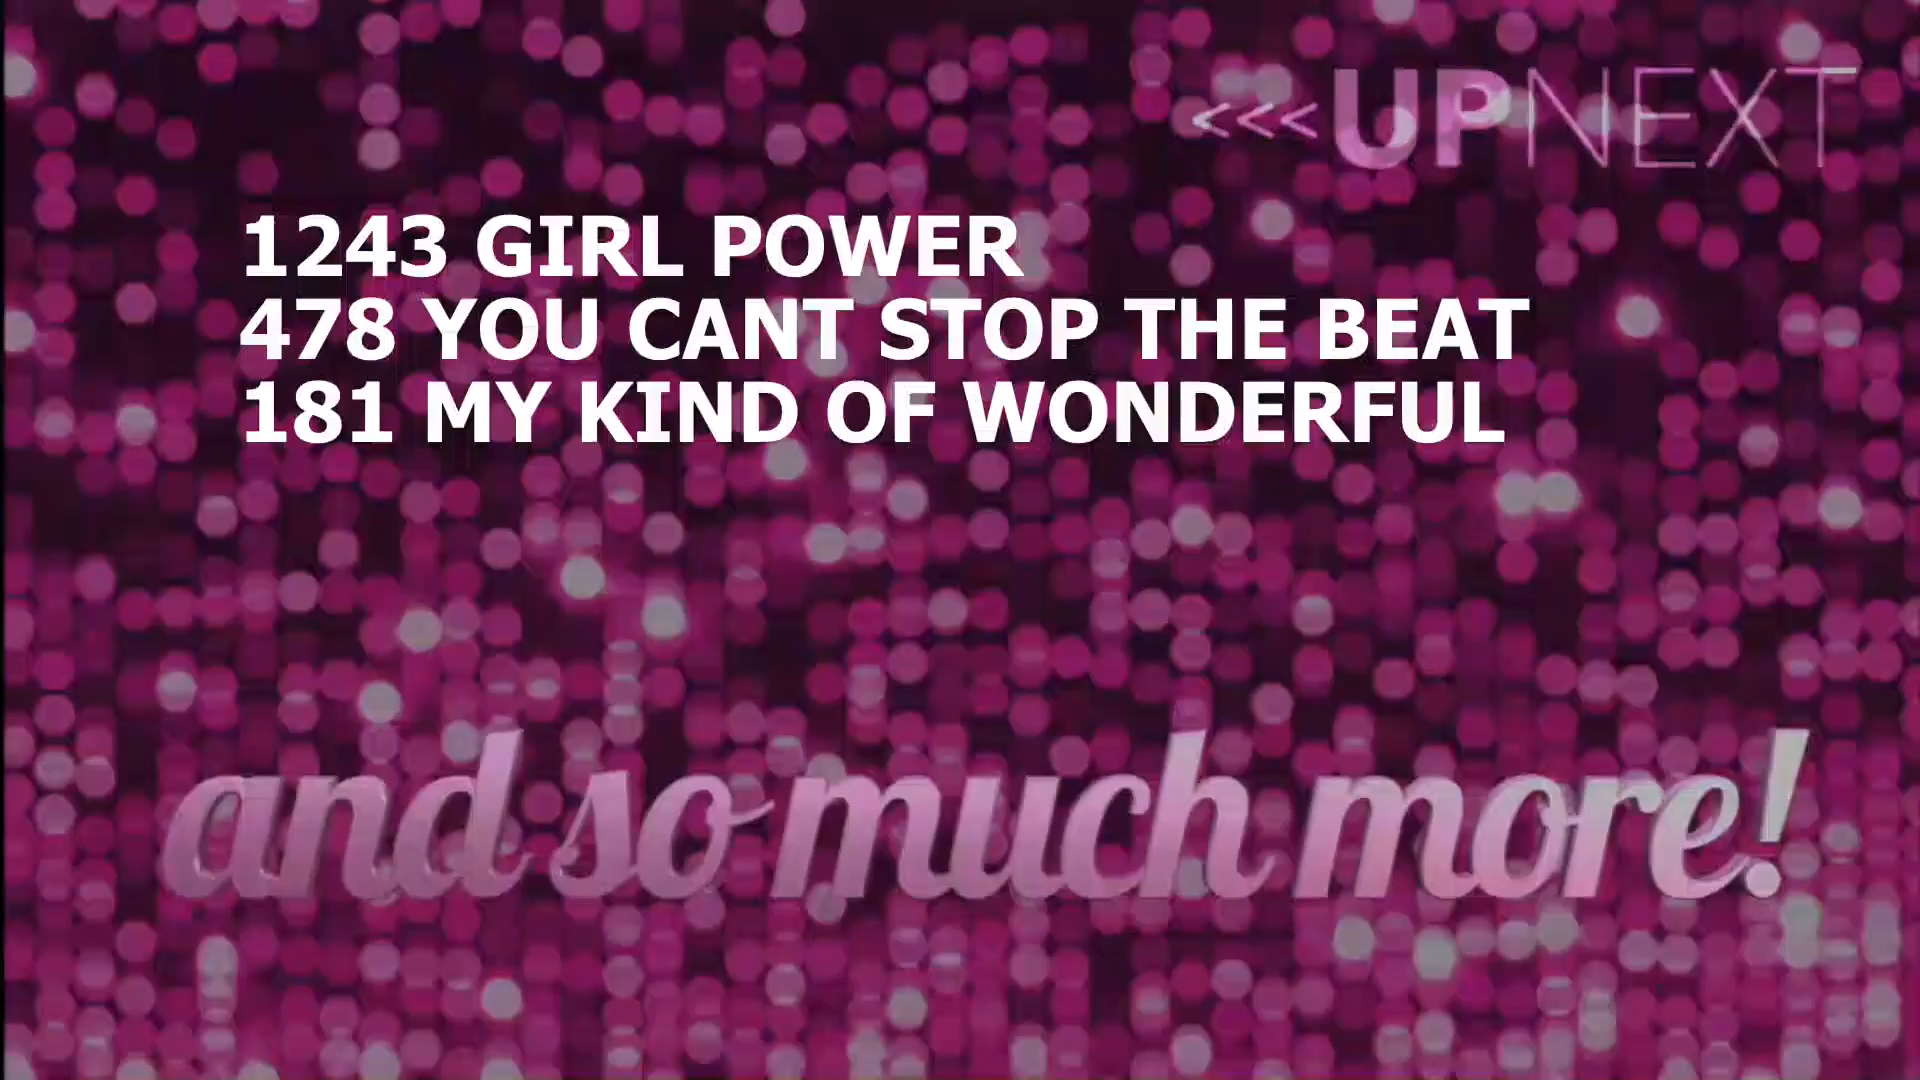 <<<UPNEXT
1243 GIRL POWER
478 YOU CANT STOP THE BEAT
181 MY KIND OF WONDERFUL
and so much more!